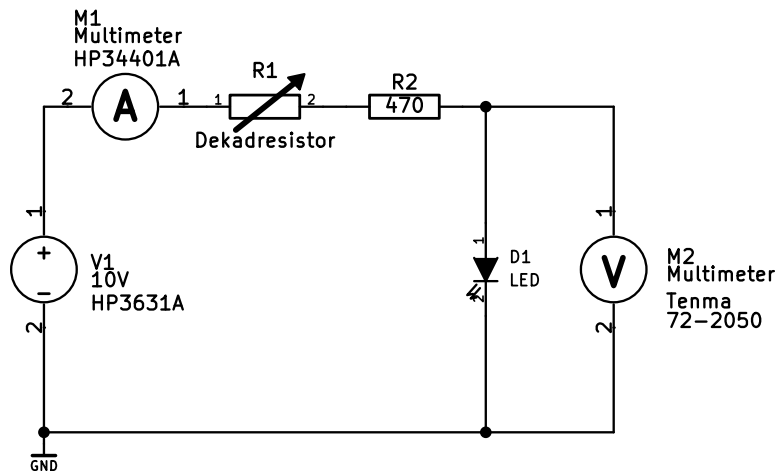 M1
Multimeter
HP34401A
2
A
1
R1
1
2
Dekadresistor
R2
470
1
+
−
2
V1
10V
HP3631A
1
D1
LED
2
1
V
2
M2
Multimeter
Tenma
72-2050
GND